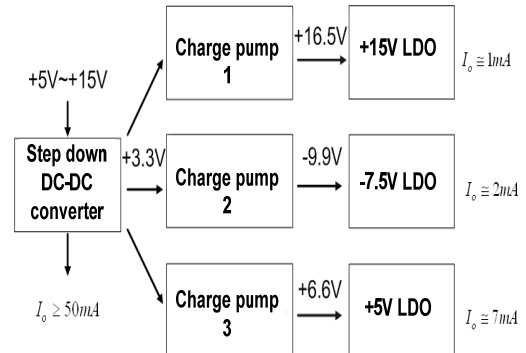 +5V~+15V
Step down
DC-DC
converter
I_o ≥ 50mA
+3.3V
Charge pump
1
+16.5V
+15V LDO
I_o ≅ 1mA
Charge pump
2
-9.9V
-7.5V LDO
I_o ≅ 2mA
Charge pump
3
+6.6V
+5V LDO
I_o ≅ 7mA